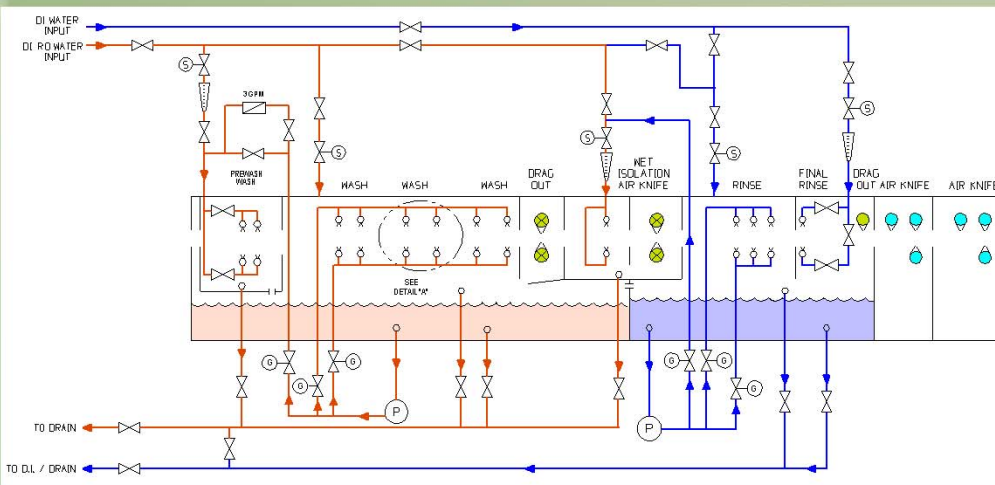 DI WATER
INPUT
DI RO WATER
INPUT
S
3GPM
S
S
S
S
PREWASH
WASH
WASH
WASH
WASH
DRAG
OUT
WET
ISOLATION
AIR KNIFE
RINSE
FINAL
RINSE
DRAG
OUT
AIR KNIFE
AIR KNIFE
SEE
DETAIL "A"
G
G
G
G
G
G
P
P
TO DRAIN
TO D.I. / DRAIN